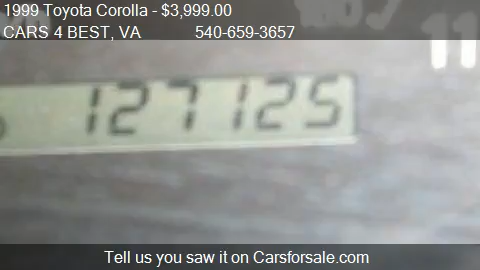 1999 Toyota Corolla - $3,999.00
CARS 4 BEST, VA 540-659-3657
127125
Tell us you saw it on Carsforsale.com